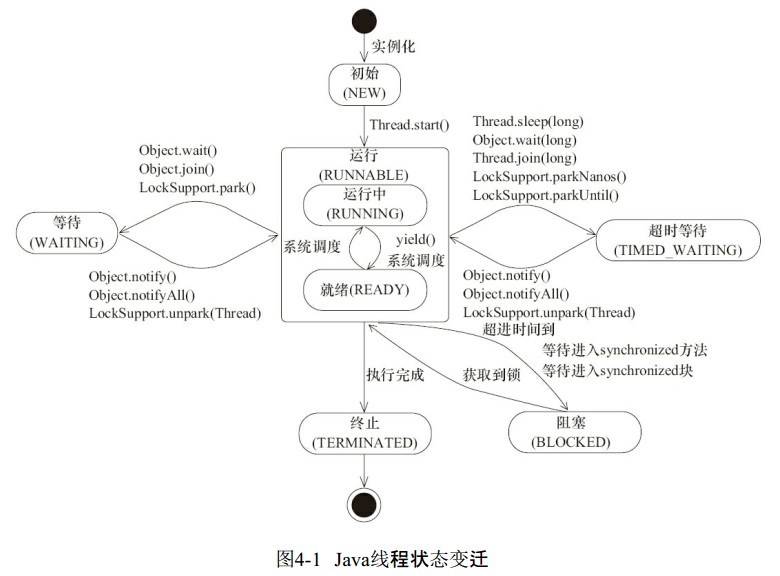 实例化
初始
(NEW)
Thread.start()
Object.wait()
Object.join()
LockSupport.park()
Thread.sleep(long)
Object.wait(long)
Thread.join(long)
LockSupport.parkNanos()
LockSupport.parkUntil()
运行
(RUNNABLE)
运行中
(RUNNING)
等待
(WAITING)
系统调度
yield()
系统调度
超时等待
(TIMED_WAITING)
就绪(READY)
Object.notify()
Object.notifyAll()
LockSupport.unpark(Thread)
Object.notify()
Object.notifyAll()
LockSupport.unpark(Thread)
超进时间到
等待进入synchronized方法
等待进入synchronized块
执行完成
获取到锁
终止
(TERMINATED)
阻塞
(BLOCKED)
图4-1 Java线程状态变迁